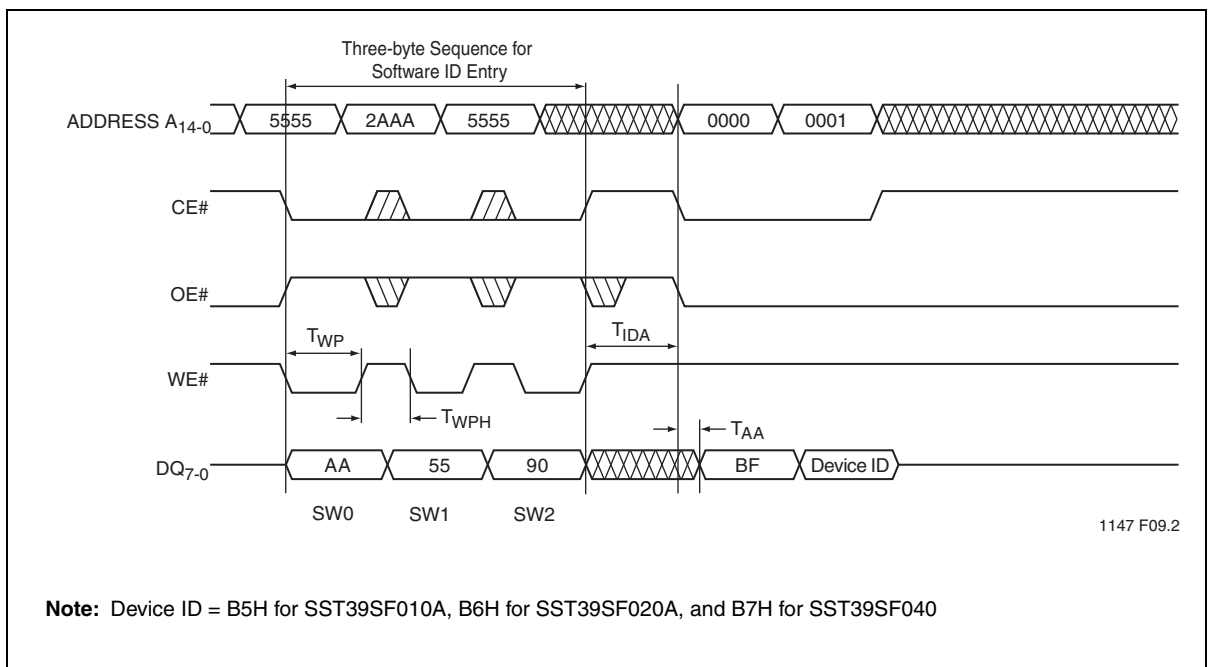 Three-byte Sequence for
Software ID Entry
ADDRESS A14-0 5555 2AAA 5555 0000 0001
CE#
OE#
TWP TIDA
WE#
TWPH TAA
DQ7-0 AA 55 90 BF Device ID
SW0 SW1 SW2
1147 F09.2
Note: Device ID = B5H for SST39SF010A, B6H for SST39SF020A, and B7H for SST39SF040